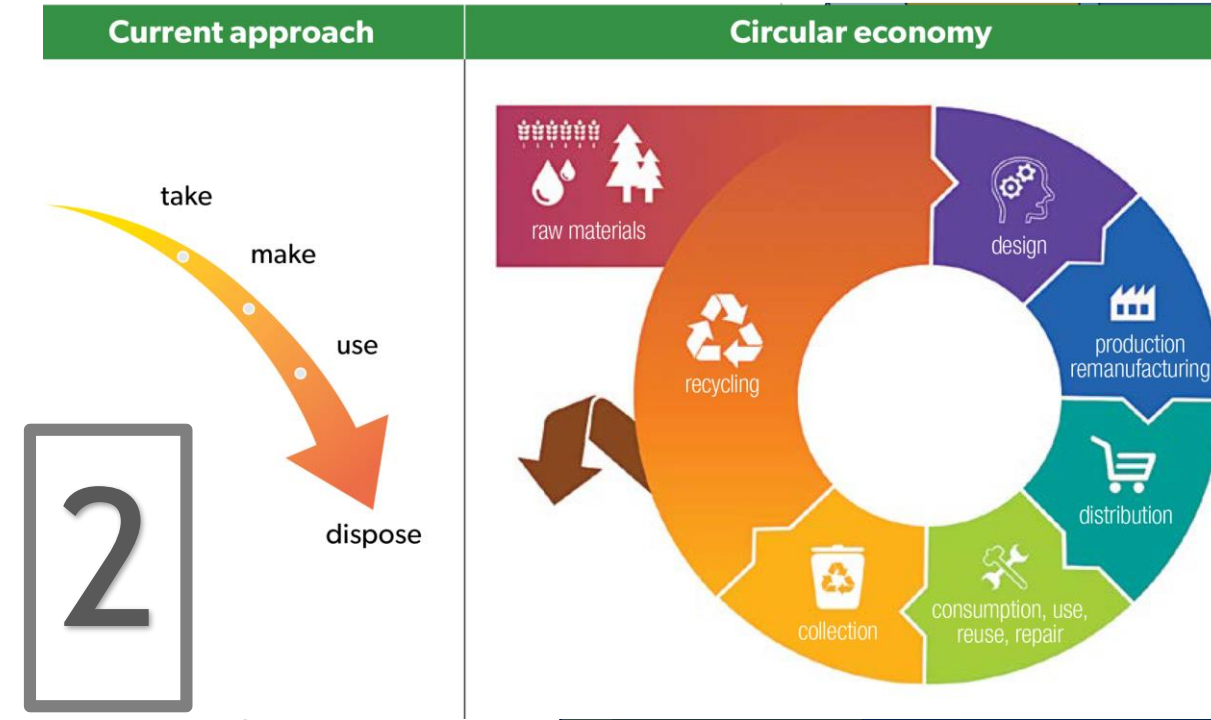 Current approach
take
make
use
dispose
2
Circular economy
raw materials
design
production
remanufacturing
distribution
consumption, use,
reuse, repair
collection
recycling